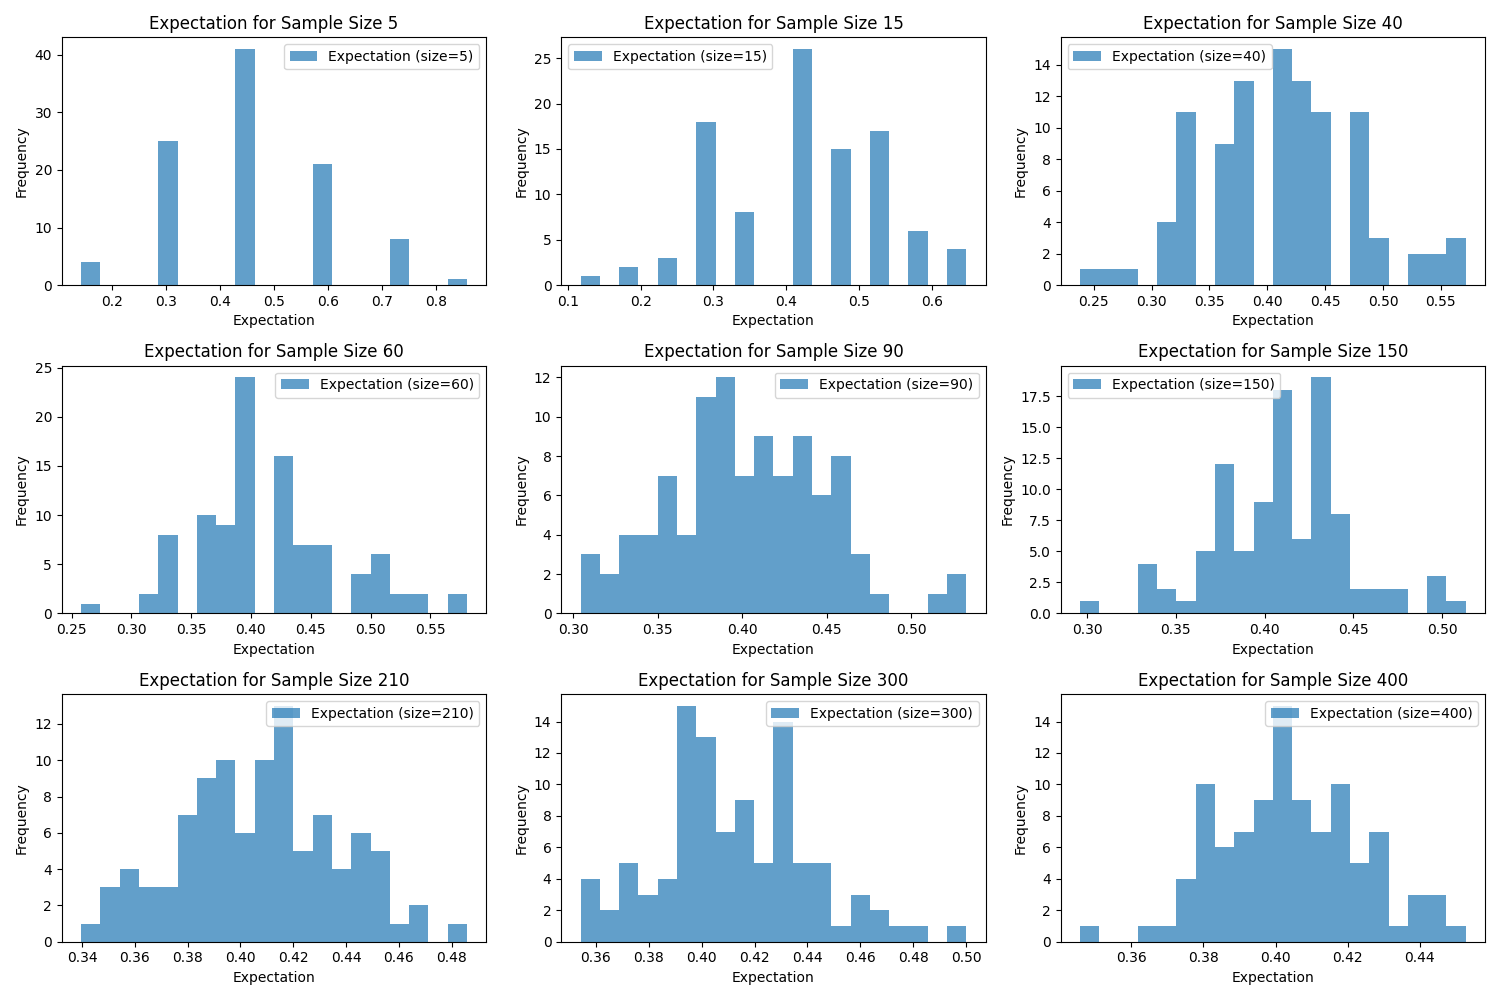 Expectation for Sample Size 5
Expectation (size=5)
Frequency
40
30
20
10
0
0.2 0.3 0.4 0.5 0.6 0.7 0.8
Expectation
Expectation for Sample Size 15
Expectation (size=15)
Frequency
25
20
15
10
5
0
0.1 0.2 0.3 0.4 0.5 0.6
Expectation
Expectation for Sample Size 40
Expectation (size=40)
Frequency
14
12
10
8
6
4
2
0
0.25 0.30 0.35 0.40 0.45 0.50 0.55
Expectation
Expectation for Sample Size 60
Expectation (size=60)
Frequency
25
20
15
10
5
0
0.25 0.30 0.35 0.40 0.45 0.50 0.55
Expectation
Expectation for Sample Size 90
Expectation (size=90)
Frequency
12
10
8
6
4
2
0
0.30 0.35 0.40 0.45 0.50
Expectation
Expectation for Sample Size 150
Expectation (size=150)
Frequency
17.5
15.0
12.5
10.0
7.5
5.0
2.5
0.0
0.30 0.35 0.40 0.45 0.50
Expectation
Expectation for Sample Size 210
Expectation (size=210)
Frequency
12
10
8
6
4
2
0
0.34 0.36 0.38 0.40 0.42 0.44 0.46 0.48
Expectation
Expectation for Sample Size 300
Expectation (size=300)
Frequency
14
12
10
8
6
4
2
0
0.36 0.38 0.40 0.42 0.44 0.46 0.48 0.50
Expectation
Expectation for Sample Size 400
Expectation (size=400)
Frequency
14
12
10
8
6
4
2
0
0.36 0.38 0.40 0.42 0.44
Expectation